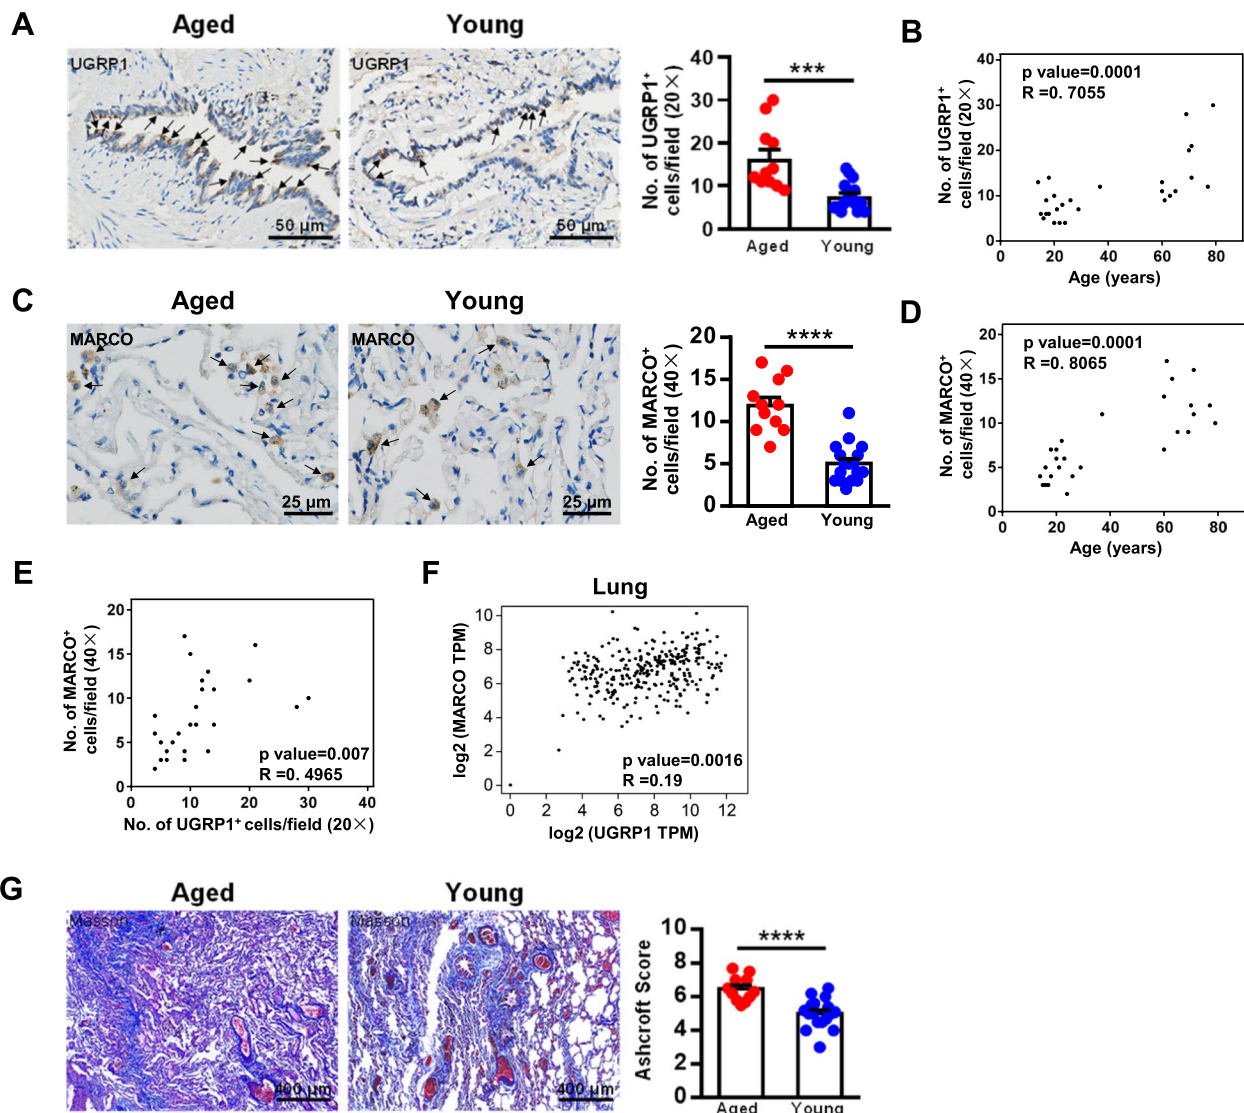 A
Aged
Young
UGRP1
50 µm
UGRP1
50 µm
No. of UGRP1⁺
cells/field (20×)
40
30
20
10
0
***
Aged
Young
B
No. of UGRP1⁺
cells/field (20×)
40
30
20
10
0
p value=0.0001
R =0. 7055
0 20 40 60 80
Age (years)
C
Aged
Young
MARCO
25 µm
MARCO
25 µm
No. of MARCO⁺
cells/field (40×)
20
15
10
5
0
****
Aged
Young
D
No. of MARCO⁺
cells/field (40×)
20
15
10
5
0
p value=0.0001
R =0. 8065
0 20 40 60 80
Age (years)
E
No. of MARCO⁺
cells/field (40×)
20
15
10
5
0
p value=0.007
R =0. 4965
0 10 20 30 40
No. of UGRP1⁺ cells/field (20×)
F
Lung
log2 (MARCO TPM)
10
8
6
4
2
0
p value=0.0016
R =0.19
0 2 4 6 8 10 12
log2 (UGRP1 TPM)
G
Aged
Young
Masson
400 µm
Masson
400 µm
Ashcroft Score
10
8
6
4
2
0
****
Aged
Young